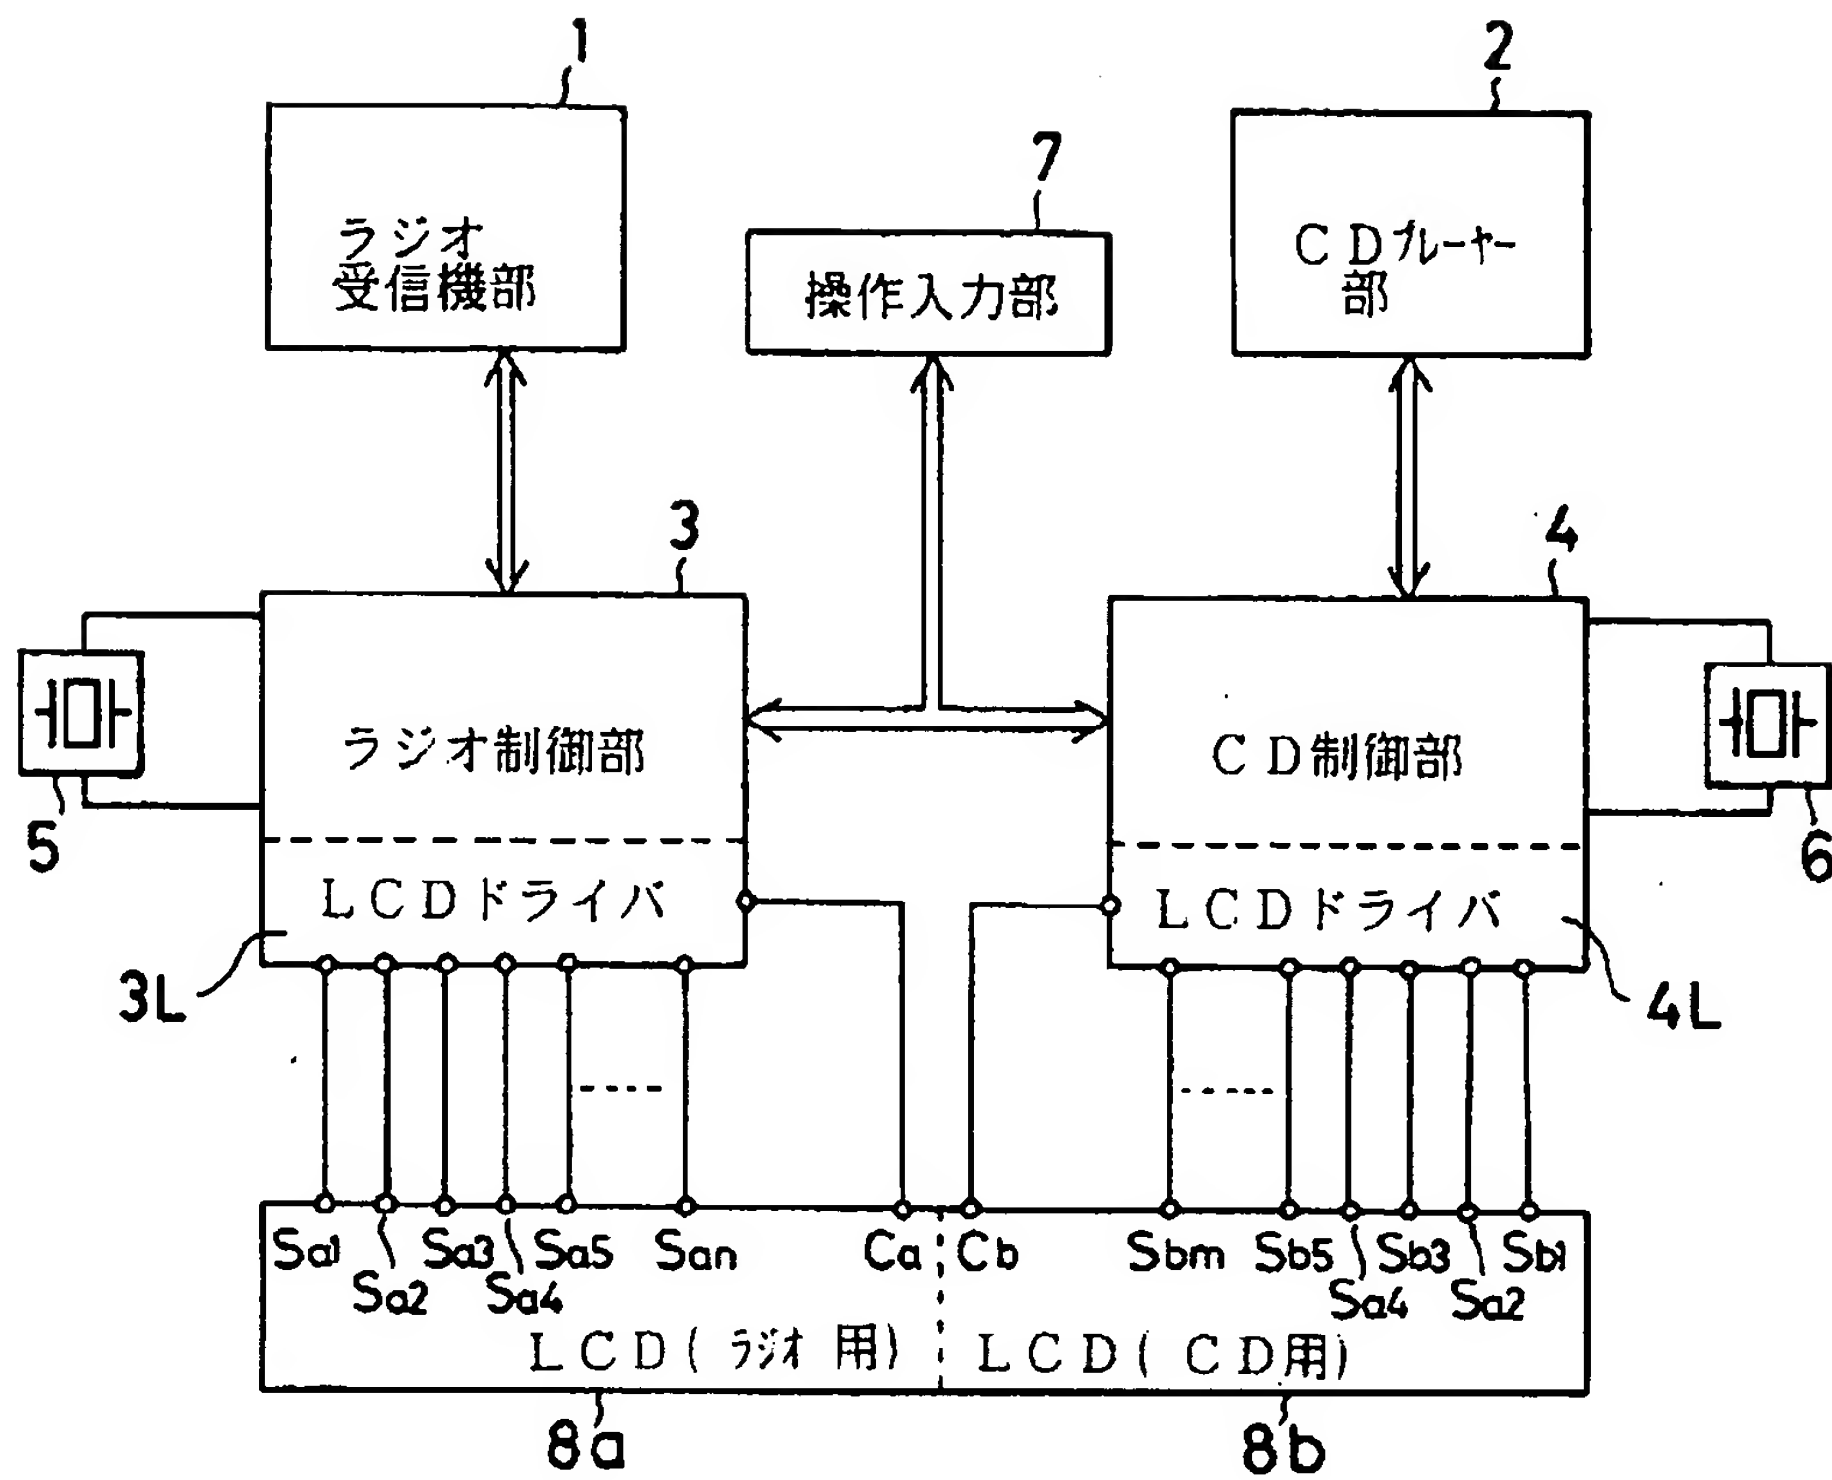 1
2
7
ラジオ
受信機部
操作入力部
CDプレーヤー
部
3
4
ラジオ制御部
CD制御部
5
6
LCDドライバ
LCDドライバ
3L
4L
Sa1
Sa2
Sa3
Sa4
Sa5
San
Ca
Cb
Sbm
Sb5
Sa4
Sb3
Sa2
Sb1
LCD(ラジオ用)
LCD(CD用)
8a
8b